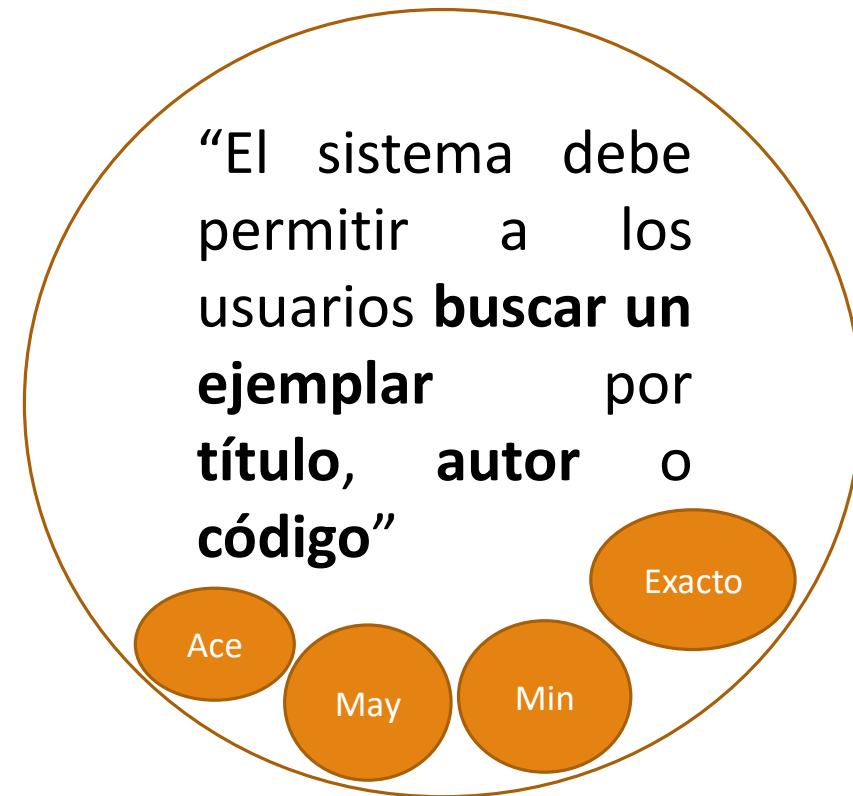 “El sistema debe
permitir a los
usuarios buscar un
ejemplar por
título, autor o
código”
Exacto
Ace
May
Min